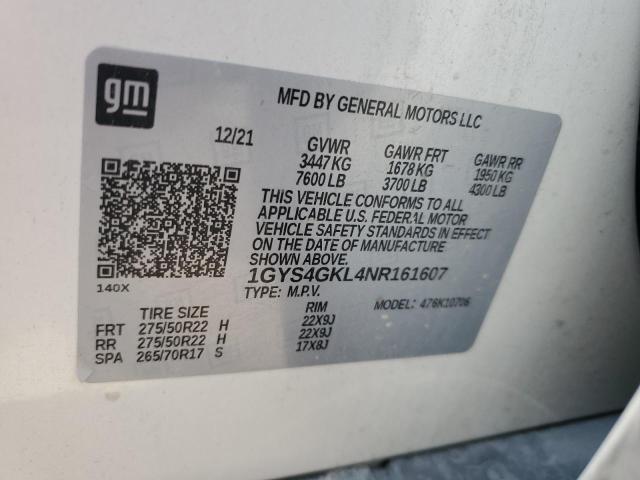 gm
MFD BY GENERAL MOTORS LLC
12/21 GVWR GAWR FRT GAWR RR
3447 KG 1678 KG 1950 KG
7600 LB 3700 LB 4300 LB
THIS VEHICLE CONFORMS TO ALL
APPLICABLE U.S. FEDERAL MOTOR
VEHICLE SAFETY STANDARDS IN
EFFECT ON THE DATE OF MANUFACTURE
SHOWN ABOVE.
140X 1GYS4GKL4NR161607
TYPE: M.P.V. MODEL: 476K10706
TIRE SIZE RIM
FRT 275/50R22 H 22X9J
RR 275/50R22 H 22X9J
SPA 265/70R17 S 17X8J